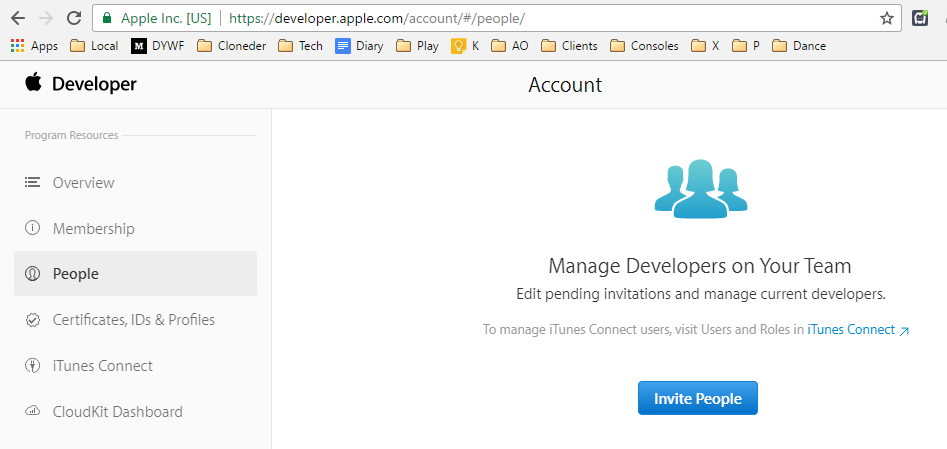 Apple Inc. [US] https://developer.apple.com/account/#/people/
Apps Local M DYWF Cloneder Tech Diary Play K AO Clients Consoles X P Dance
Developer Account
Program Resources
Overview
Membership
People
Certificates, IDs & Profiles
iTunes Connect
CloudKit Dashboard
Manage Developers on Your Team
Edit pending invitations and manage current developers.
To manage iTunes Connect users, visit Users and Roles in iTunes Connect
Invite People